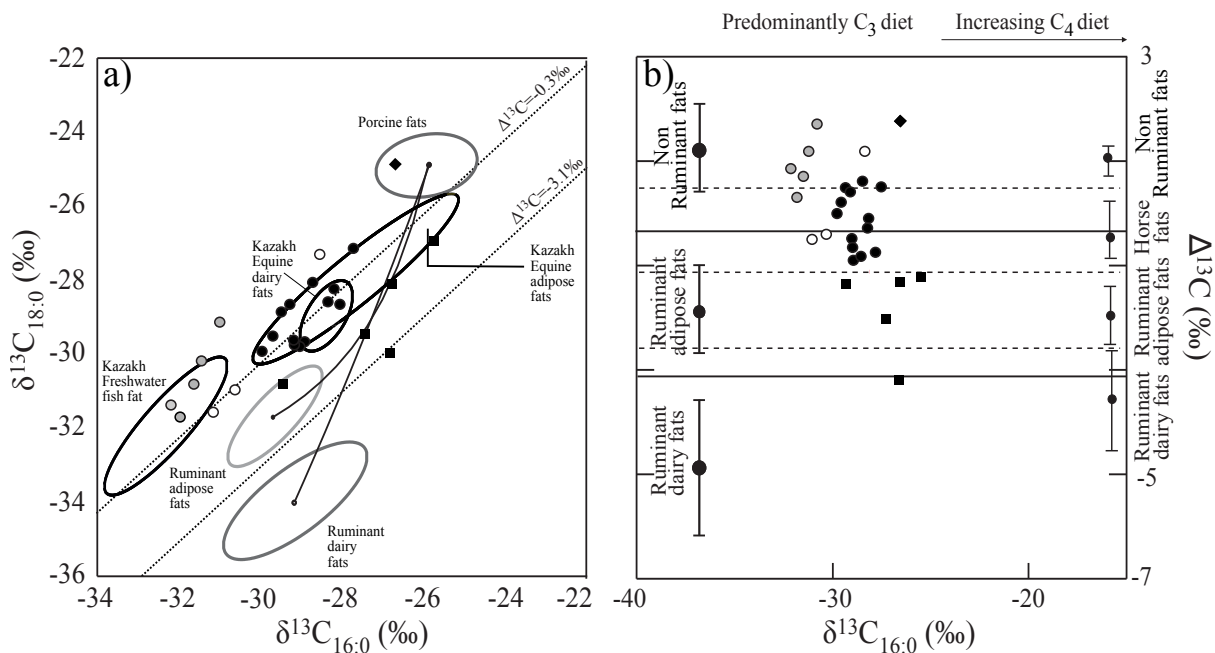 Predominantly C3 diet
Increasing C4 diet
a)
-22
-24
-26
-28
-30
-32
-34
-36
δ13C18:0 (‰)
-34
-32
-30
-28
-26
-24
-22
δ13C16:0 (‰)
Δ13C=-0.3‰
Δ13C=-3.1‰
Porcine fats
Kazakh
Equine
dairy
fats
Kazakh
Equine
adipose
fats
Kazakh
Freshwater
fish fat
Ruminant
adipose
fats
Ruminant
dairy
fats
b)
Non
Ruminant fats
Ruminant
adipose fats
Ruminant
dairy fats
Non
Ruminant fats
Horse
fats
Ruminant
adipose fats
Ruminant
dairy fats
3
-5
-7
Δ13C (‰)
-40
-30
-20
δ13C16:0 (‰)